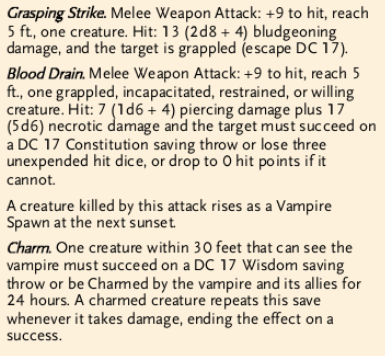 Grasping Strike. Melee Weapon Attack: +9 to hit, reach
5 ft., one creature. Hit: 13 (2d8 + 4) bludgeoning
damage, and the target is grappled (escape DC 17).
Blood Drain. Melee Weapon Attack: +9 to hit, reach 5
ft., one grappled, incapacitated, restrained, or willing
creature. Hit: 7 (1d6 + 4) piercing damage plus 17
(5d6) necrotic damage and the target must succeed on
a DC 17 Constitution saving throw or lose three
unexpended hit dice, or drop to 0 hit points if it
cannot.
A creature killed by this attack rises as a Vampire
Spawn at the next sunset.
Charm. One creature within 30 feet that can see the
vampire must succeed on a DC 17 Wisdom saving
throw or be Charmed by the vampire and its allies for
24 hours. A charmed creature repeats this save
whenever it takes damage, ending the effect on a
success.